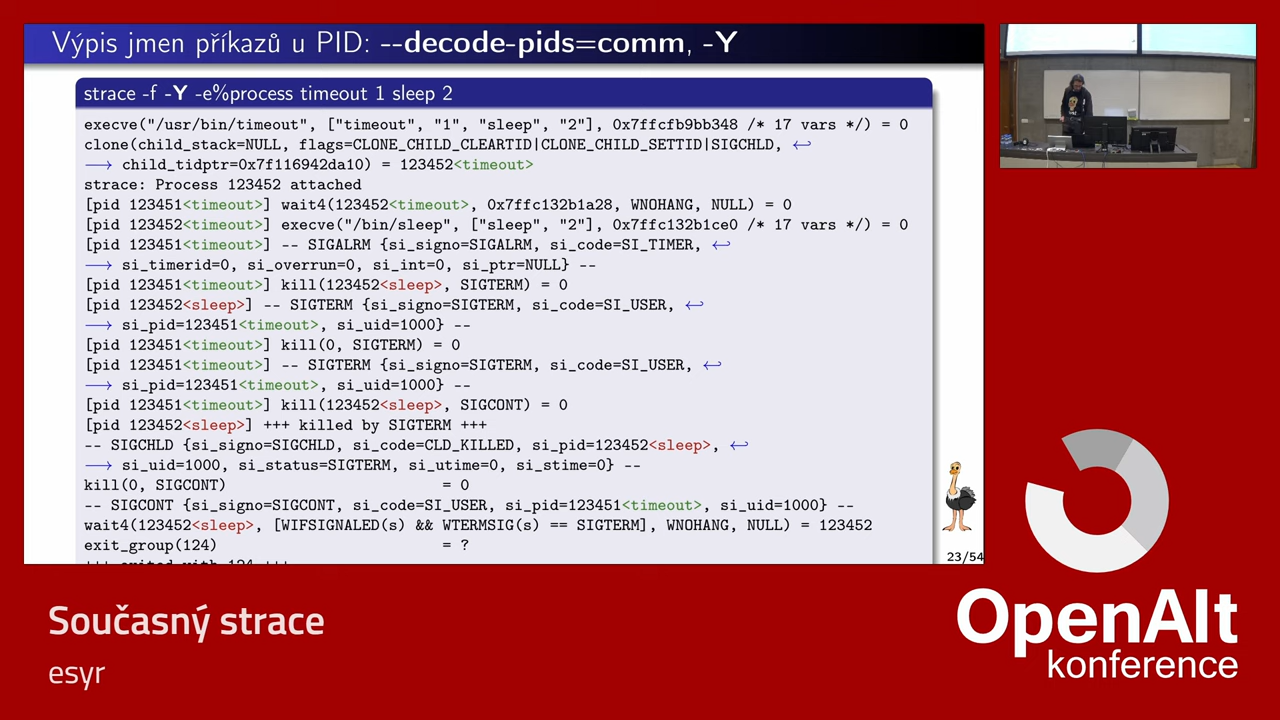 Výpis jmen příkazů u PID: --decode-pids=comm, -Y
strace -f -Y -e%process timeout 1 sleep 2
execve("/usr/bin/timeout", ["timeout", "1", "sleep", "2"], 0x7ffcfb9bb348 /* 17 vars */) = 0
clone(child_stack=NULL, flags=CLONE_CHILD_CLEARTID|CLONE_CHILD_SETTID|SIGCHLD, ↩
⟶ child_tidptr=0x7f116942da10) = 123452<timeout>
strace: Process 123452 attached
[pid 123451<timeout>] wait4(123452<timeout>, 0x7ffc132b1a28, WNOHANG, NULL) = 0
[pid 123452<timeout>] execve("/bin/sleep", ["sleep", "2"], 0x7ffc132b1ce0 /* 17 vars */) = 0
[pid 123451<timeout>] -- SIGALRM {si_signo=SIGALRM, si_code=SI_TIMER, ↩
⟶ si_timerid=0, si_overrun=0, si_int=0, si_ptr=NULL} --
[pid 123451<timeout>] kill(123452<sleep>, SIGTERM) = 0
[pid 123452<sleep>] -- SIGTERM {si_signo=SIGTERM, si_code=SI_USER, ↩
⟶ si_pid=123451<timeout>, si_uid=1000} --
[pid 123451<timeout>] kill(0, SIGTERM) = 0
[pid 123451<timeout>] -- SIGTERM {si_signo=SIGTERM, si_code=SI_USER, ↩
⟶ si_pid=123451<timeout>, si_uid=1000} --
[pid 123451<timeout>] kill(123452<sleep>, SIGCONT) = 0
[pid 123452<sleep>] +++ killed by SIGTERM +++
-- SIGCHLD {si_signo=SIGCHLD, si_code=CLD_KILLED, si_pid=123452<sleep>, ↩
⟶ si_uid=1000, si_status=SIGTERM, si_utime=0, si_stime=0} --
kill(0, SIGCONT) = 0
-- SIGCONT {si_signo=SIGCONT, si_code=SI_USER, si_pid=123451<timeout>, si_uid=1000} --
wait4(123452<sleep>, [WIFSIGNALED(s) && WTERMSIG(s) == SIGTERM], WNOHANG, NULL) = 123452
exit_group(124) = ?
+++ exited with 124 +++
23/54
Současný strace
esyr
OpenAlt
konference